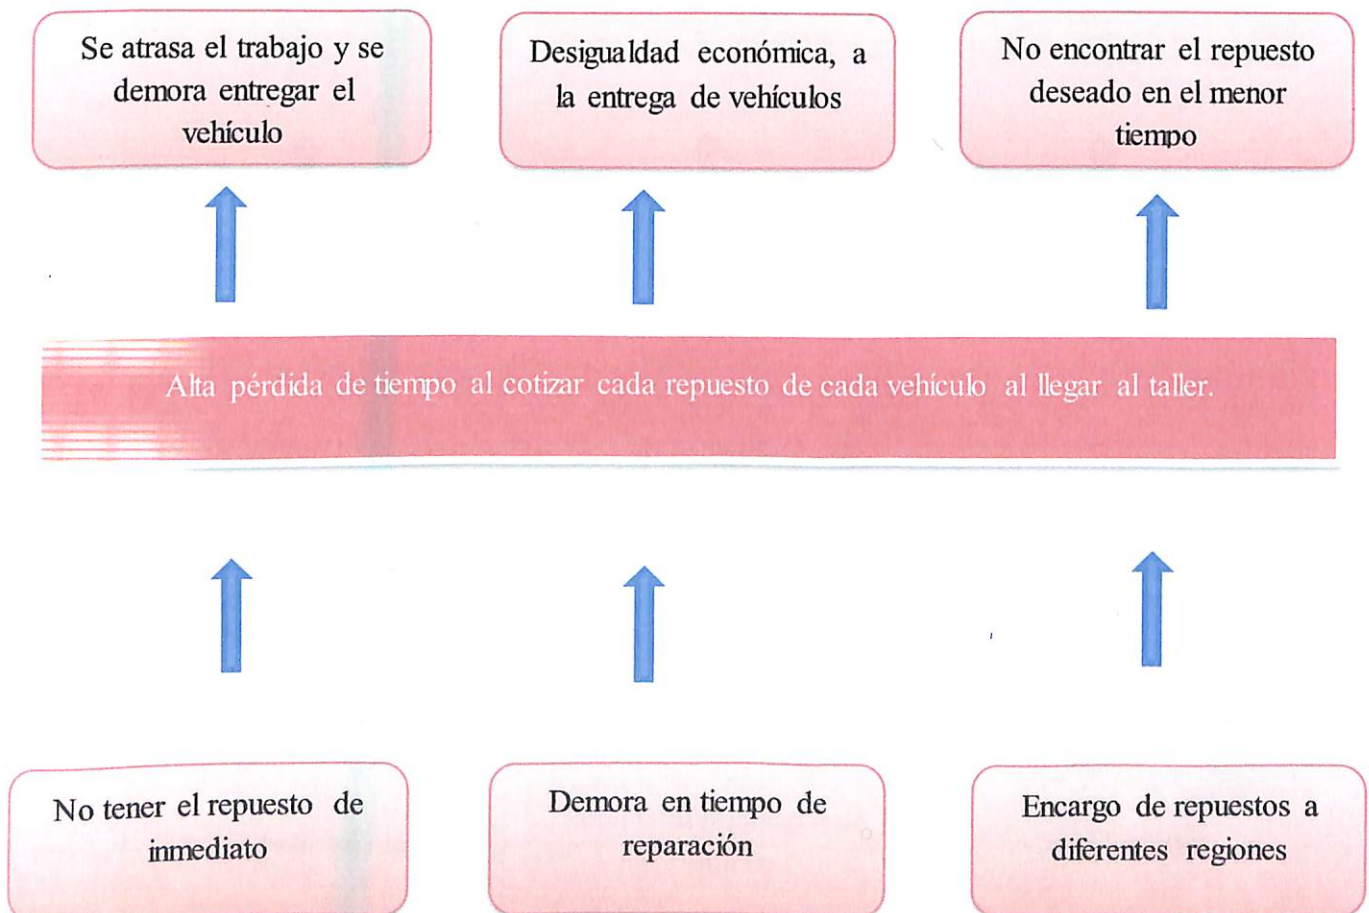 Se atrasa el trabajo y se
demora entregar el
vehículo
Desigualdad económica, a
la entrega de vehículos
No encontrar el repuesto
deseado en el menor
tiempo
Alta pérdida de tiempo al cotizar cada repuesto de cada vehículo al llegar al taller.
No tener el repuesto de
inmediato
Demora en tiempo de
reparación
Encargo de repuestos a
diferentes regiones